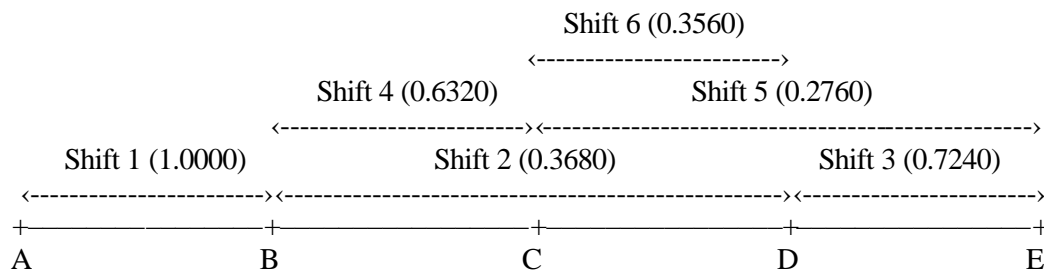 Shift 6 (0.3560)
Shift 4 (0.6320) Shift 5 (0.2760)
Shift 1 (1.0000) Shift 2 (0.3680) Shift 3 (0.7240)
A B C D E